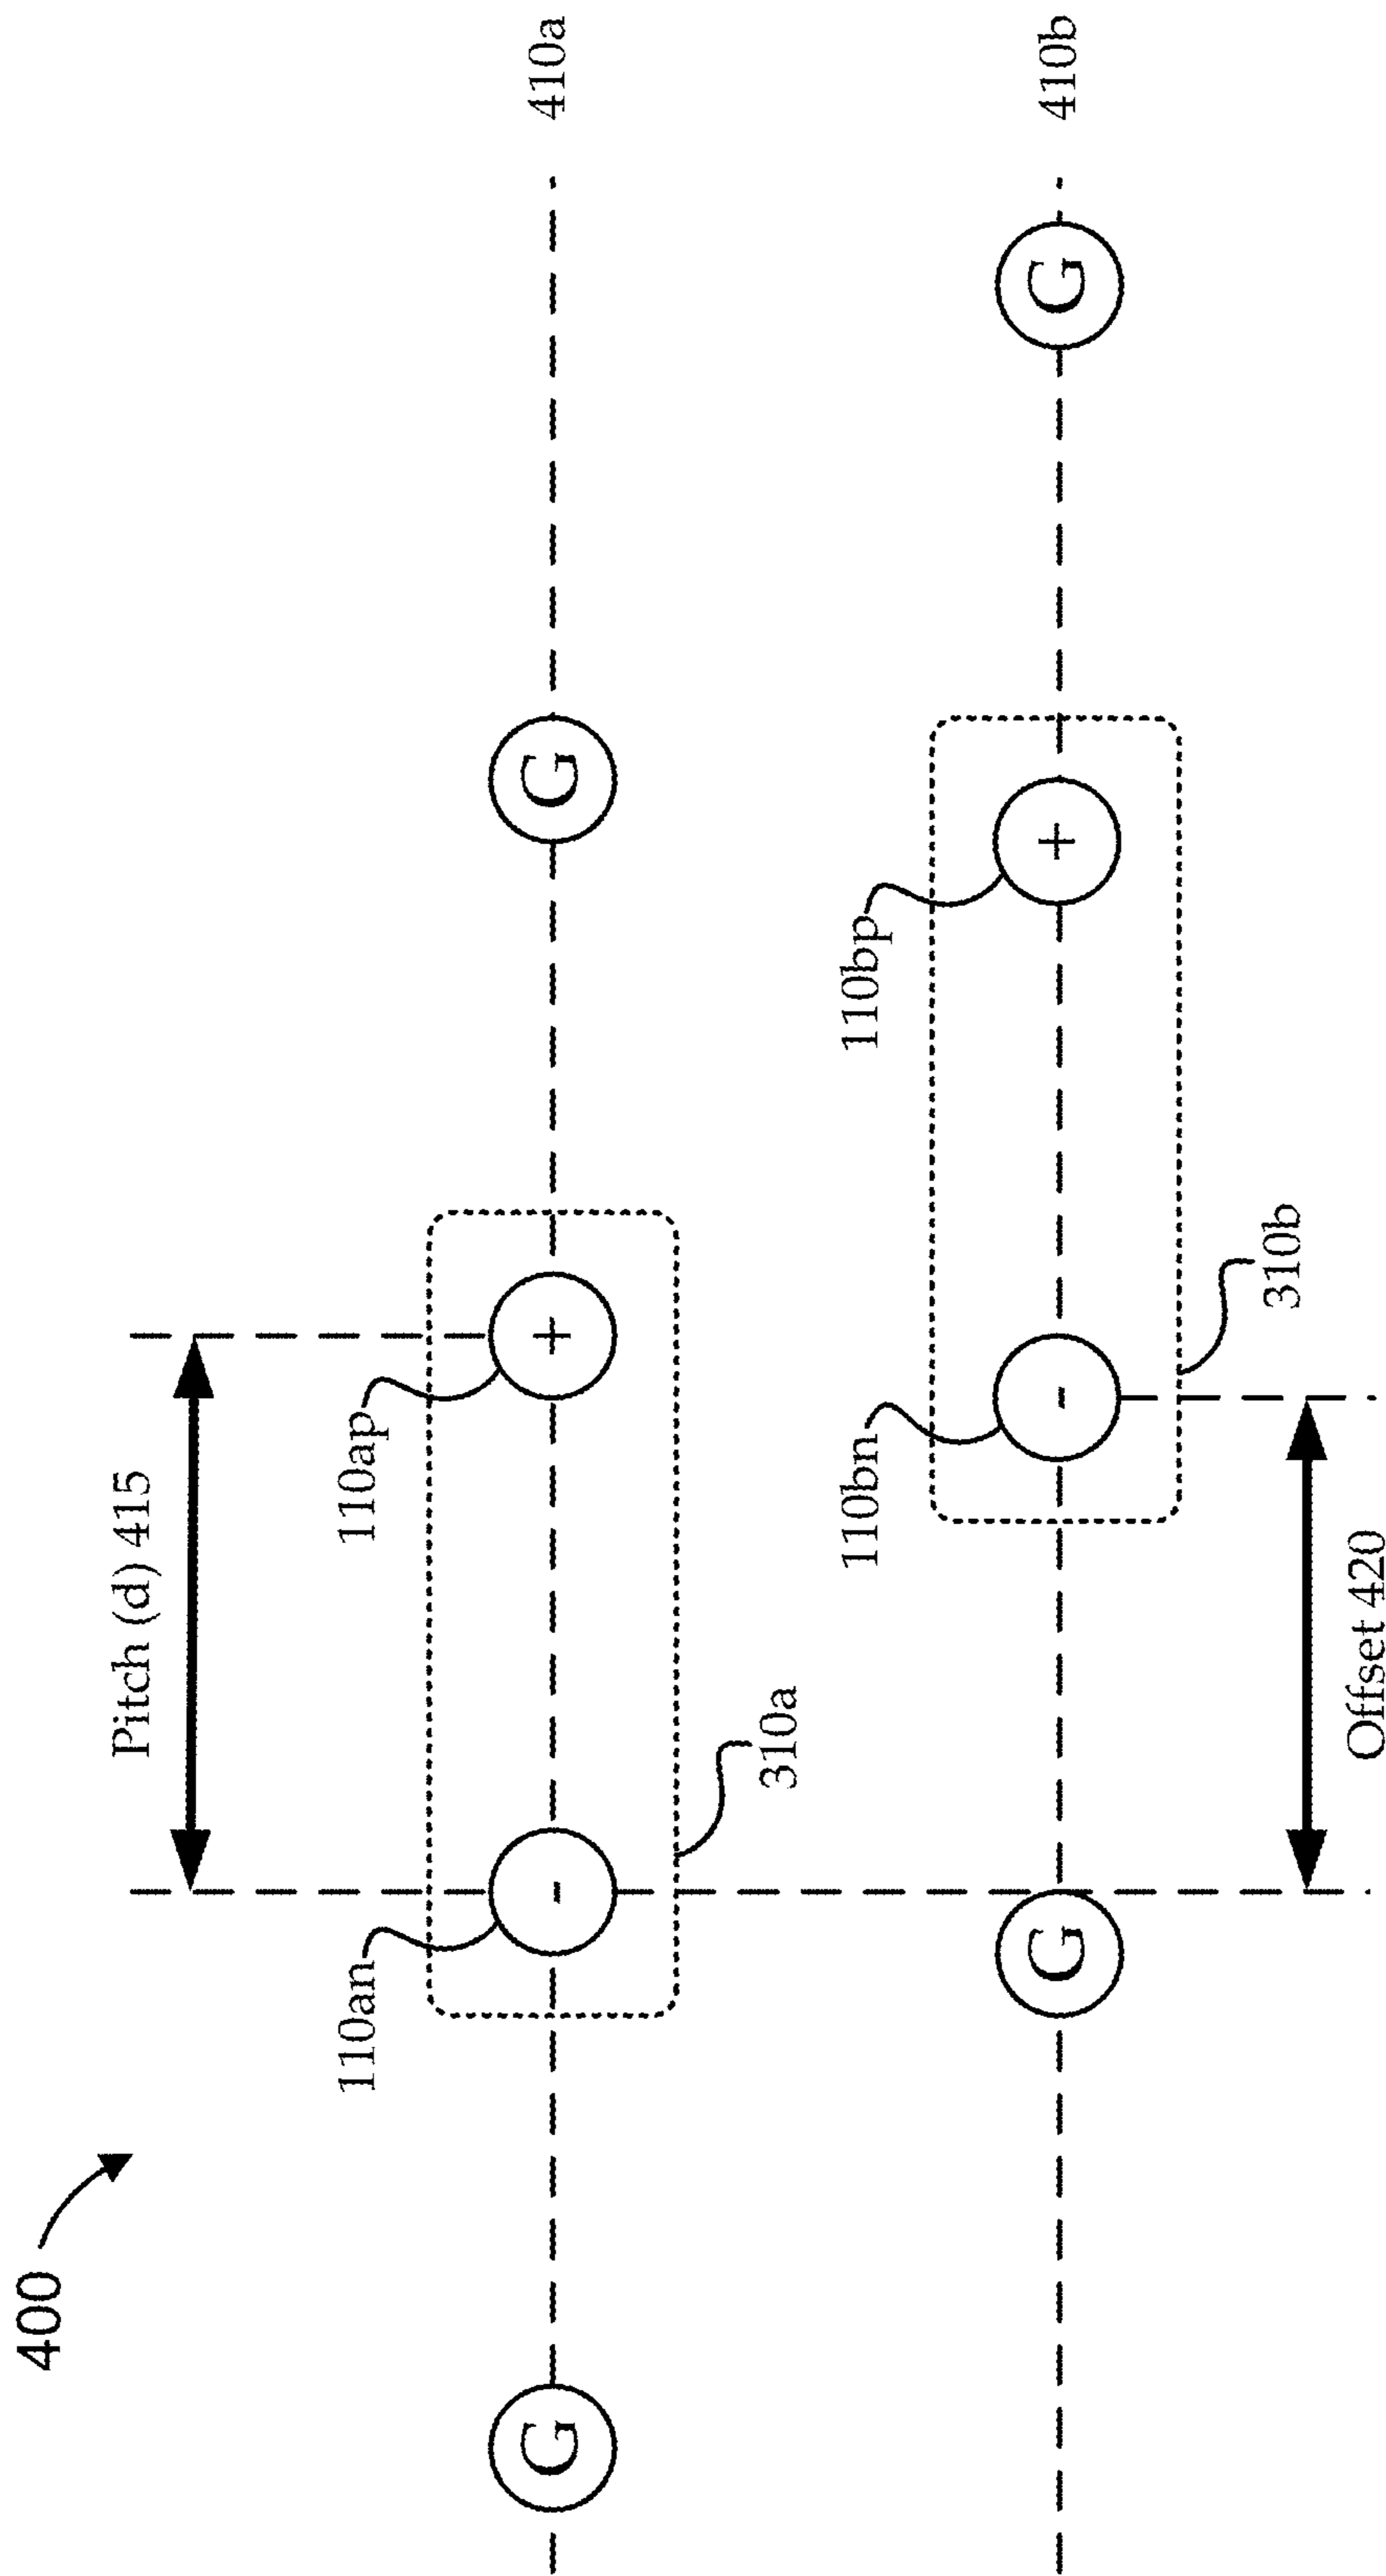 400
Pitch (d) 415
110an
110ap
G
-
+
G
410a
310a
110bn
110bp
G
-
+
G
410b
310b
Offset 420